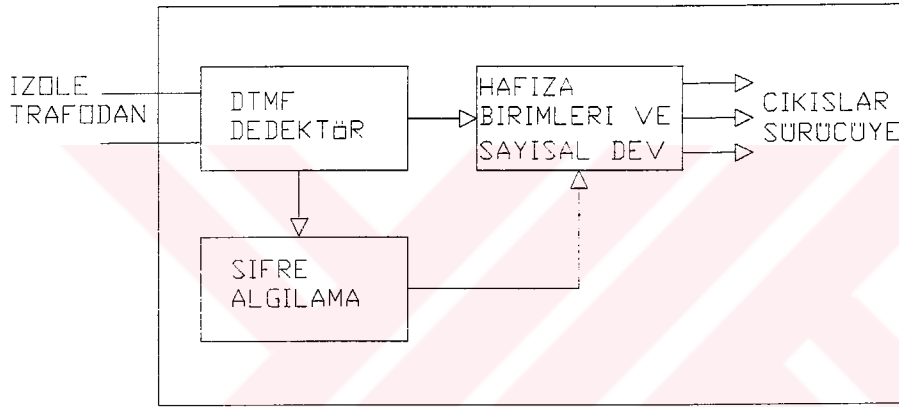 IZOLE
TRAFODAN
DTMF
DEDEKTÖR
HAFIZA
BIRIMLERI VE
SAYISAL DEV
CIKISLAR
SÜRÜCÜYE
SIFRE
ALGILAMA